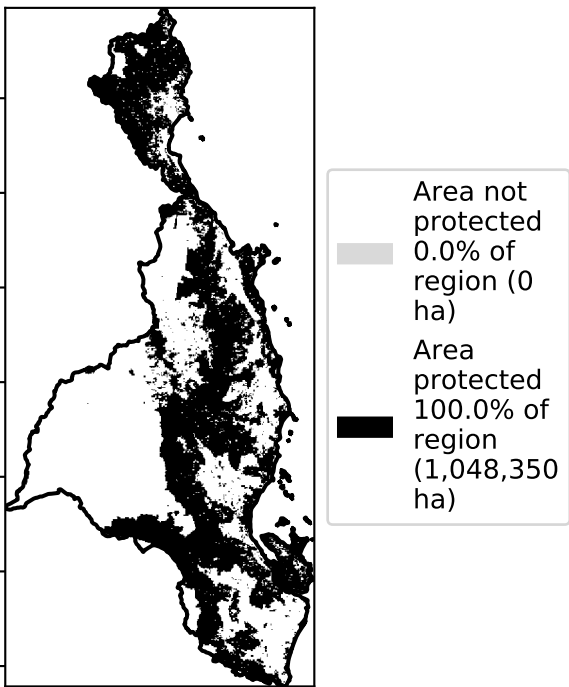 Area not
protected
0.0% of
region (0
ha)
Area
protected
100.0% of
region
(1,048,350
ha)